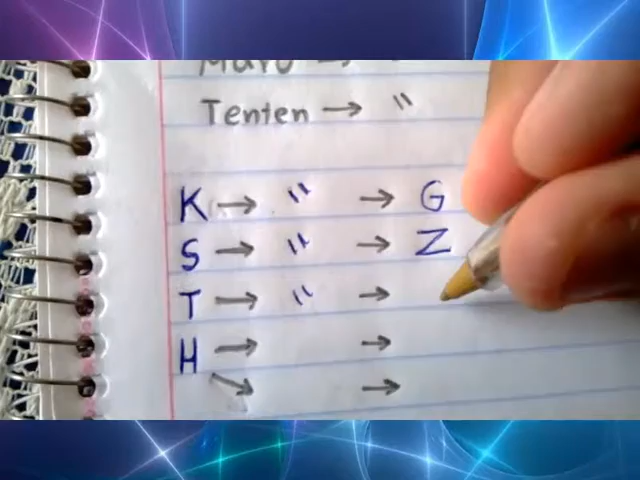 Tenten → "
K → " → G
S → " → Z
T → " →
H → →
↘ →